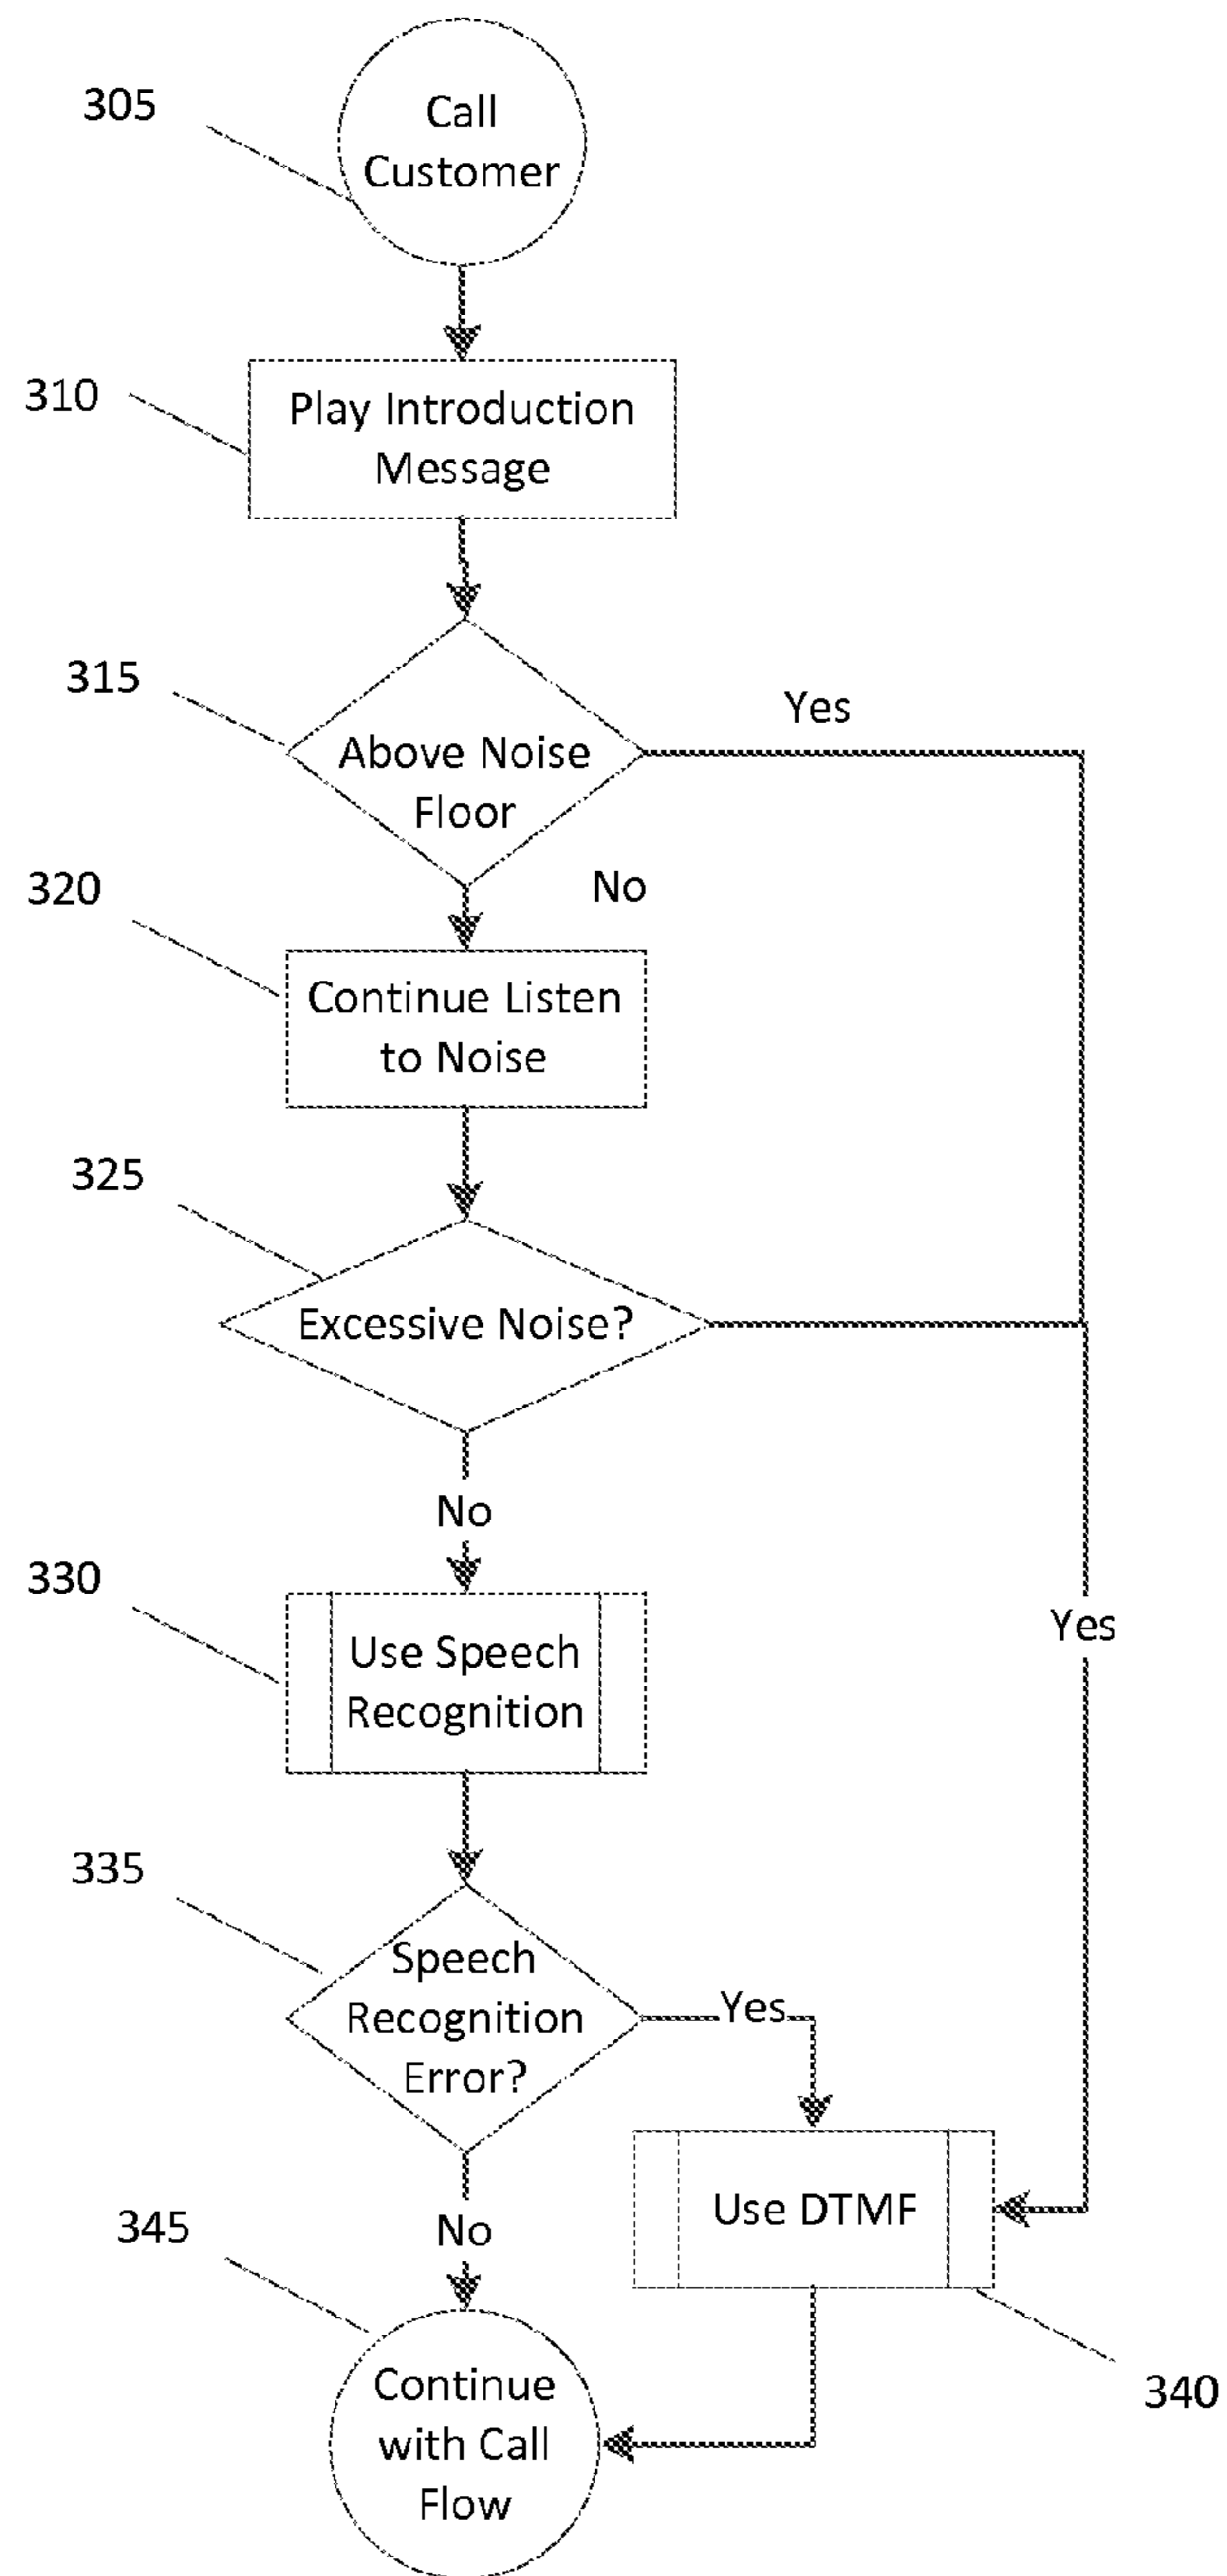 305
Call
Customer
310
Play Introduction
Message
315
Yes
Above Noise
Floor
320
No
Continue Listen
to Noise
325
Excessive Noise?
No
330
Use Speech
Recognition
Yes
335
Speech
Recognition
Error?
Yes
345
No
Use DTMF
340
Continue
with Call
Flow